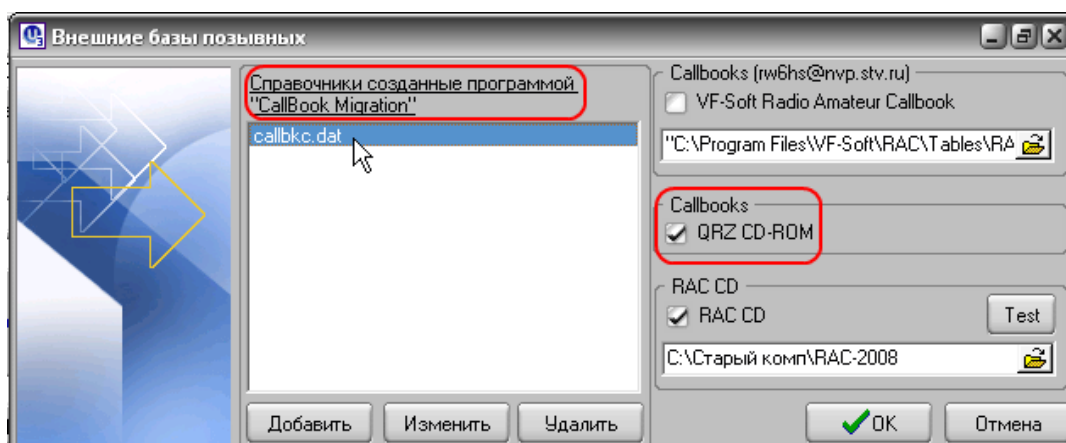 Внешние базы позывных
Справочники созданные программой
"CallBook Migration"
callbkc.dat
Добавить
Изменить
Удалить
Callbooks (rw6hs@nvp.stv.ru)
VF-Soft Radio Amateur Callbook
"C:\Program Files\VF-Soft\RAC\Tables\RA
Callbooks
QRZ CD-ROM
RAC CD
RAC CD
Test
C:\Старый комп\RAC-2008
OK
Отмена